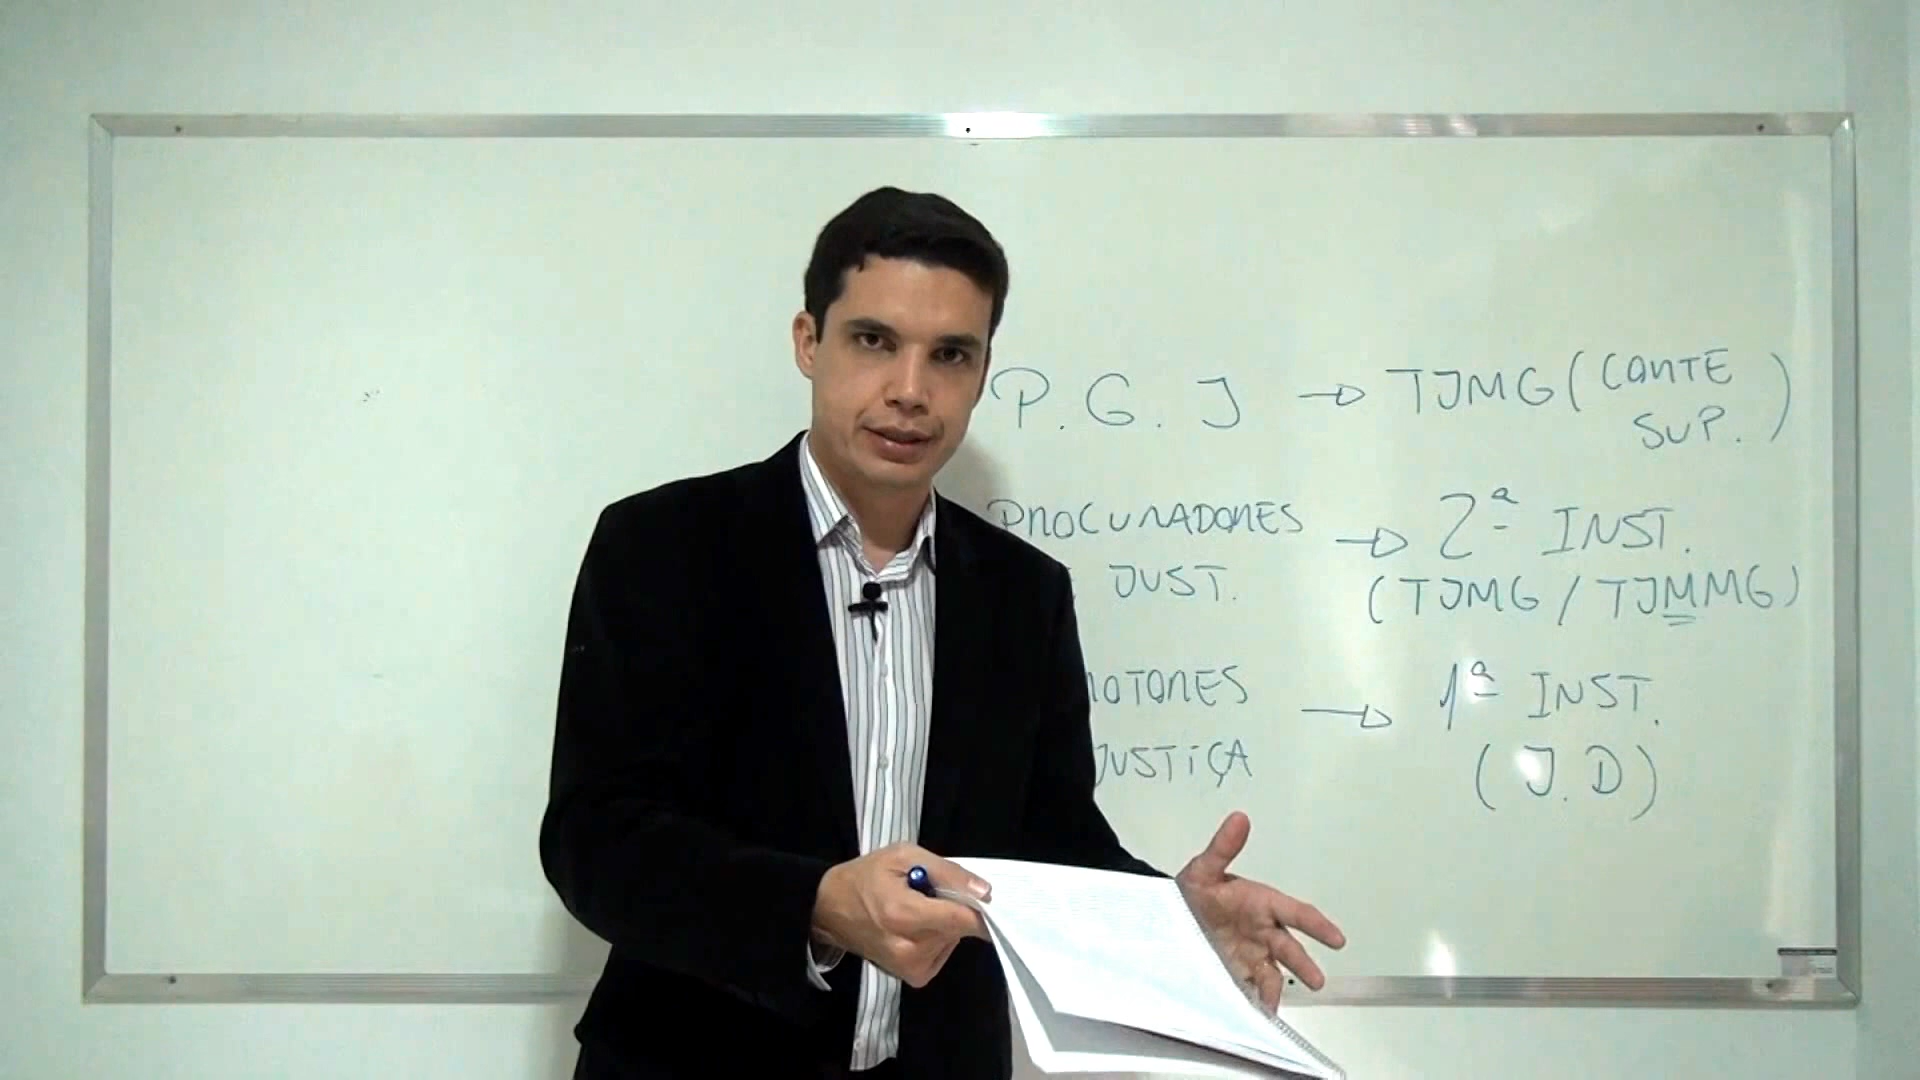 P. G. J → TJMG (CORTE
SUP.)
PROCURADORES → 2ª INST.
JUST. (TJMG / TJMMG)
MOTORES → 1ª INST.
JUSTIÇA (J.D)